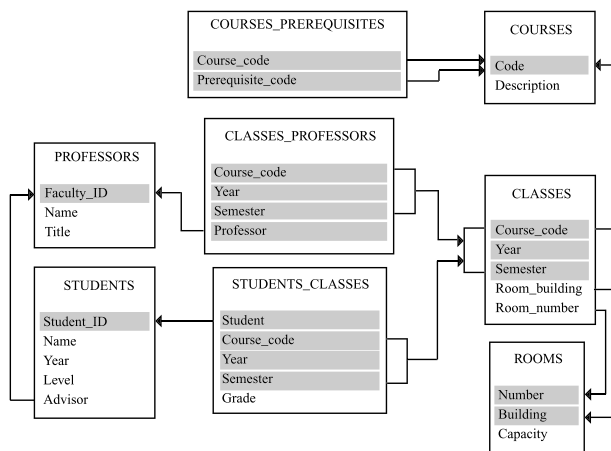 COURSES_PREREQUISITES
Course_code
Prerequisite_code
COURSES
Code
Description
CLASSES_PROFESSORS
Course_code
Year
Semester
Professor
PROFESSORS
Faculty_ID
Name
Title
CLASSES
Course_code
Year
Semester
Room_building
Room_number
STUDENTS
Student_ID
Name
Year
Level
Advisor
STUDENTS_CLASSES
Student
Course_code
Year
Semester
Grade
ROOMS
Number
Building
Capacity